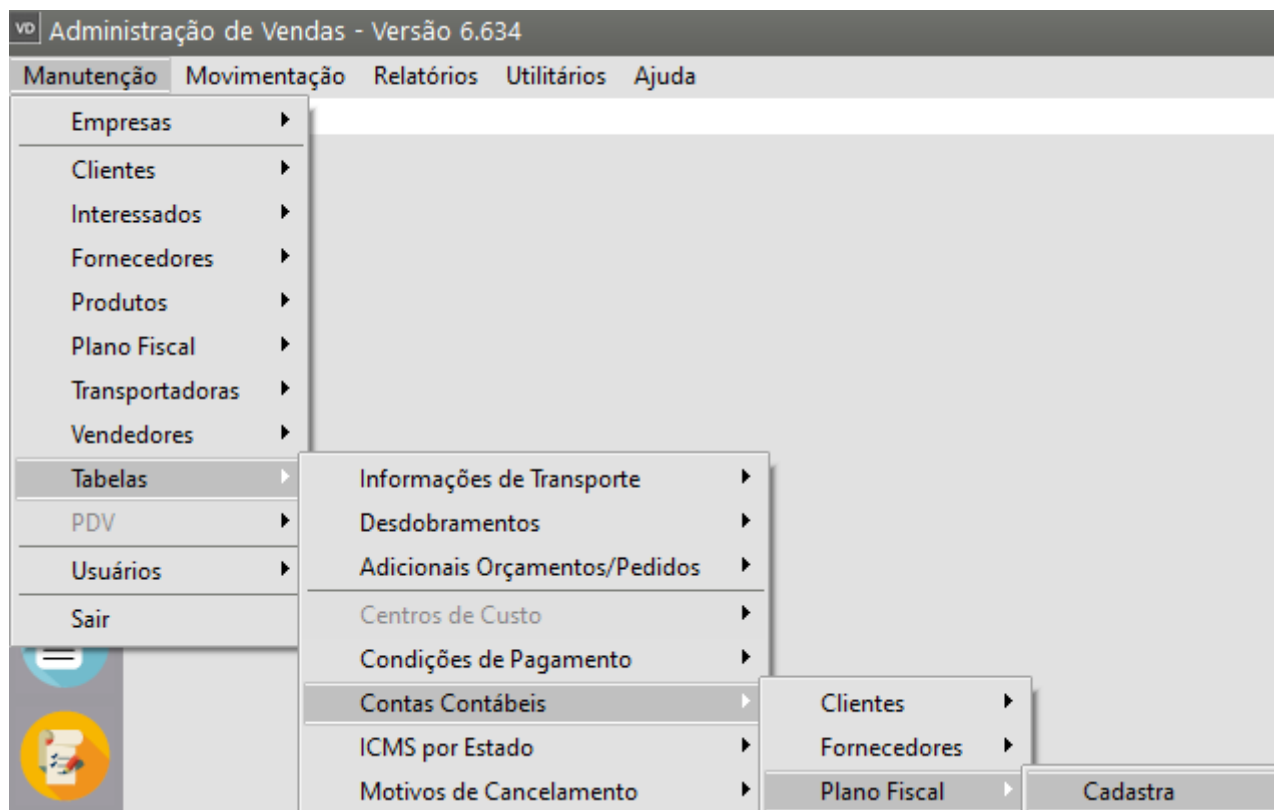 VD Administração de Vendas - Versão 6.634
Manutenção Movimentação Relatórios Utilitários Ajuda
Empresas
Clientes
Interessados
Fornecedores
Produtos
Plano Fiscal
Transportadoras
Vendedores
Tabelas
PDV
Usuários
Sair
Informações de Transporte
Desdobramentos
Adicionais Orçamentos/Pedidos
Centros de Custo
Condições de Pagamento
Contas Contábeis
ICMS por Estado
Motivos de Cancelamento
Clientes
Fornecedores
Plano Fiscal
Cadastra